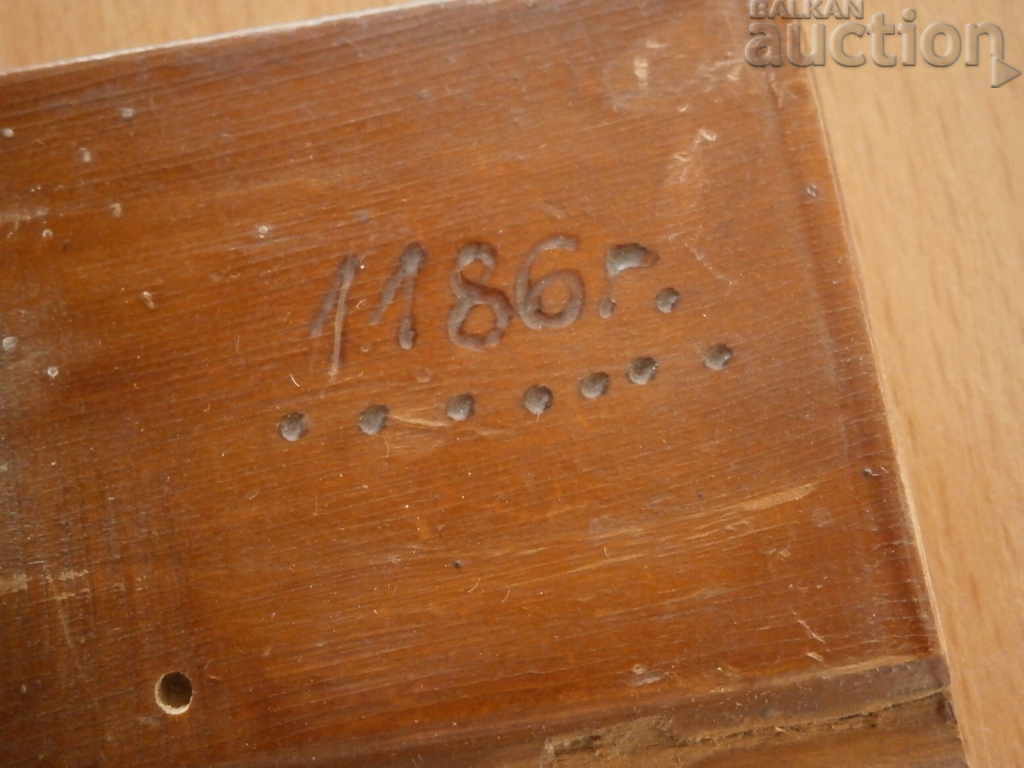 BALKAN
auction
1186г.